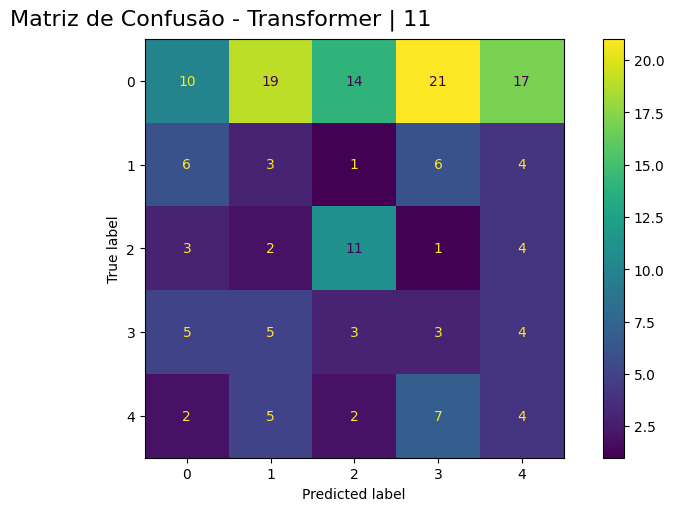 Matriz de Confusão - Transformer | 11
0 10 19 14 21 17
1 6 3 1 6 4
2 3 2 11 1 4
3 5 5 3 3 4
4 2 5 2 7 4
0 1 2 3 4
Predicted label
True label
20.0
17.5
15.0
12.5
10.0
7.5
5.0
2.5